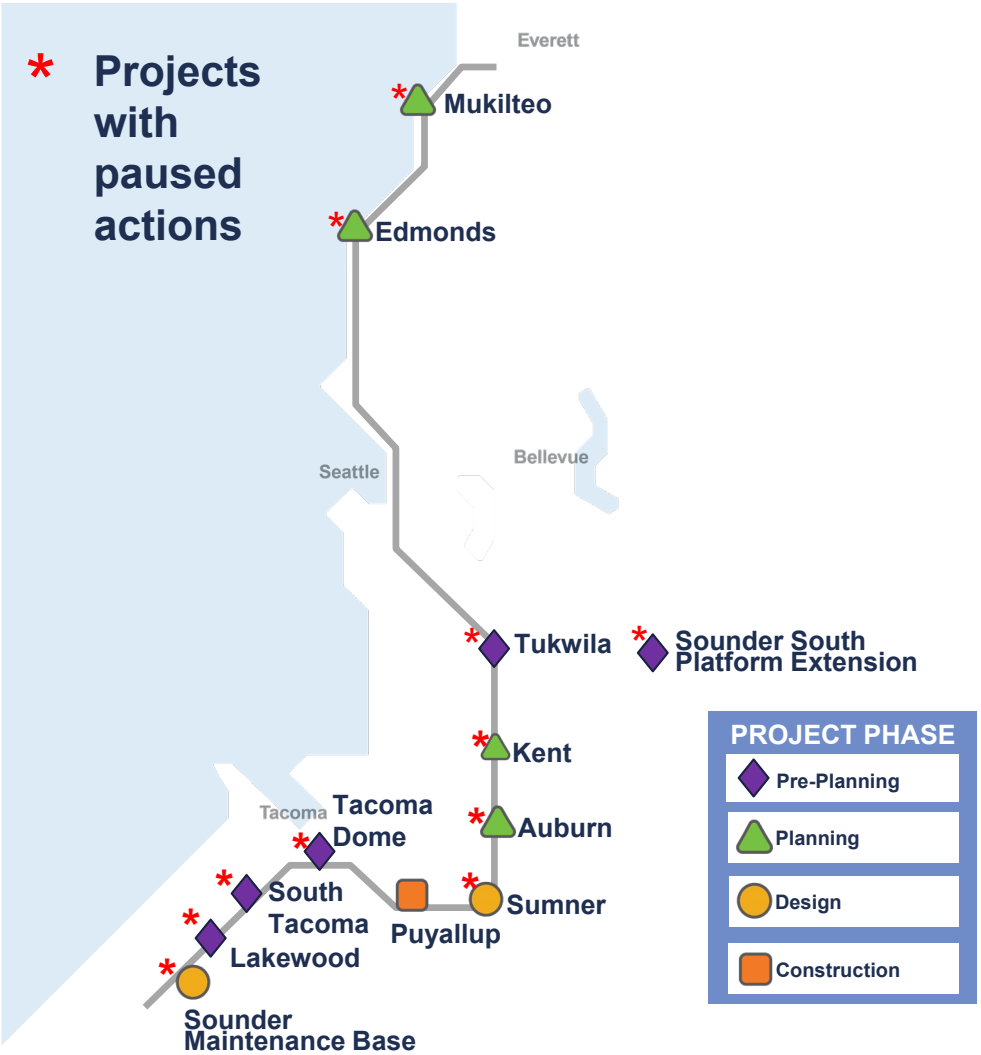 * Projects
with
paused
actions
Everett
* Mukilteo
* Edmonds
Seattle
Bellevue
* Tukwila
* Sounder South
Platform Extension
* Kent
* Auburn
* Sumner
Puyallup
Tacoma
* Tacoma
Dome
* South
Tacoma
* Lakewood
* Sounder
Maintenance Base
PROJECT PHASE
Pre-Planning
Planning
Design
Construction